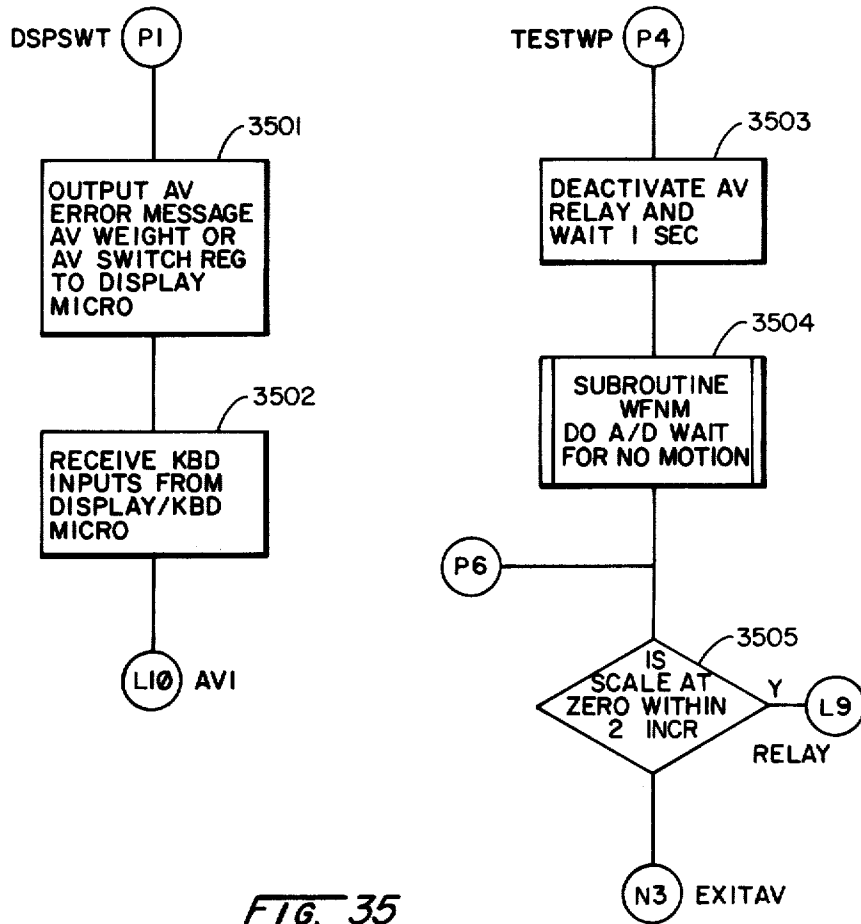 DSPSWT P1
3501
OUTPUT AV
ERROR MESSAGE
AV WEIGHT OR
AV SWITCH REG
TO DISPLAY
MICRO
3502
RECEIVE KBD
INPUTS FROM
DISPLAY/KBD
MICRO
L10 AV1
TESTWP P4
3503
DEACTIVATE AV
RELAY AND
WAIT 1 SEC
3504
SUBROUTINE
WFNM
DO A/D WAIT
FOR NO MOTION
P6
3505
IS
SCALE AT
ZERO WITHIN
2 INCR
Y
L9
RELAY
N3 EXITAV
FIG. 35